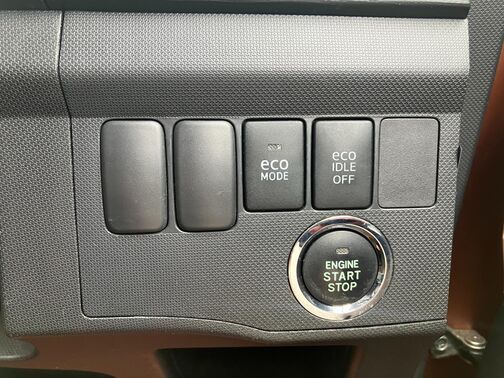 eco
MODE
eco
IDLE
OFF
ENGINE
START
STOP